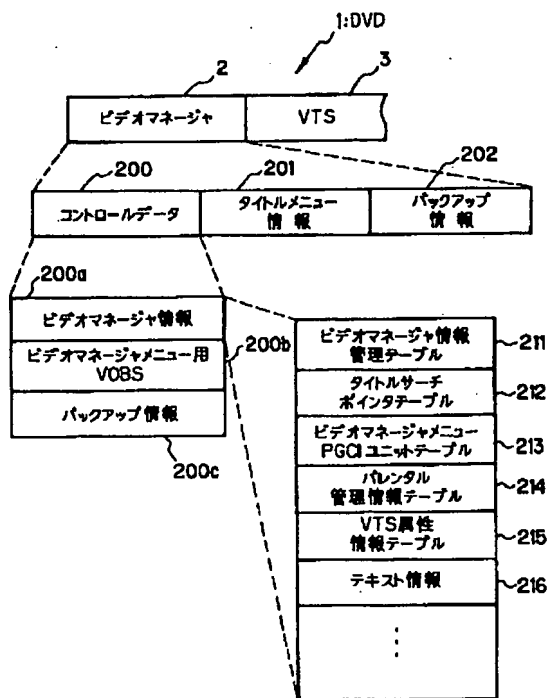 1:DVD
2
3
ビデオマネージャ
VTS
200
201
202
コントロールデータ
タイトルメニュー
情報
バックアップ
情報
200a
ビデオマネージャ情報
ビデオマネージャメニュー用
VOBS
200b
バックアップ情報
200c
ビデオマネージャ情報
管理テーブル
211
タイトルサーチ
ポインタテーブル
212
ビデオマネージャメニュー
PGCIユニットテーブル
213
パレンタル
管理情報テーブル
214
VTS属性
情報テーブル
215
テキスト情報
216
⋮